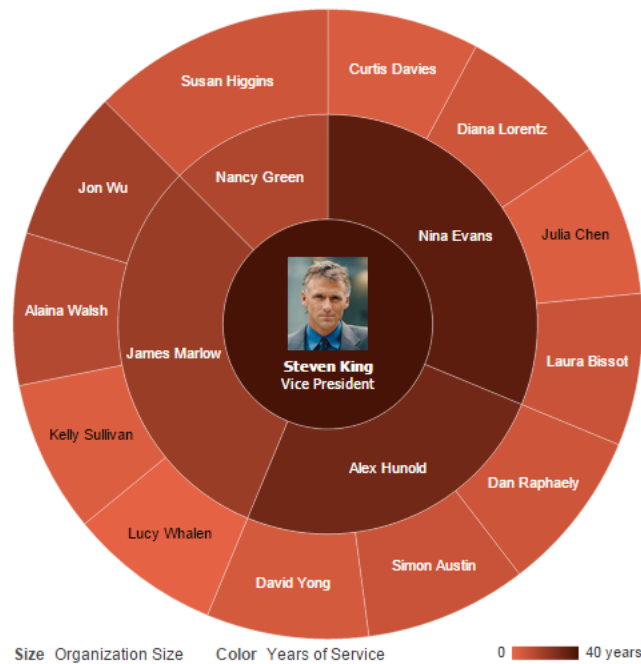 Susan Higgins
Curtis Davies
Diana Lorentz
Jon Wu
Nancy Green
Nina Evans
Julia Chen
Alaina Walsh
James Marlow
Steven King
Vice President
Laura Bissot
Kelly Sullivan
Alex Hunold
Dan Raphaely
Lucy Whalen
David Yong
Simon Austin
Size Organization Size Color Years of Service 0 40 years